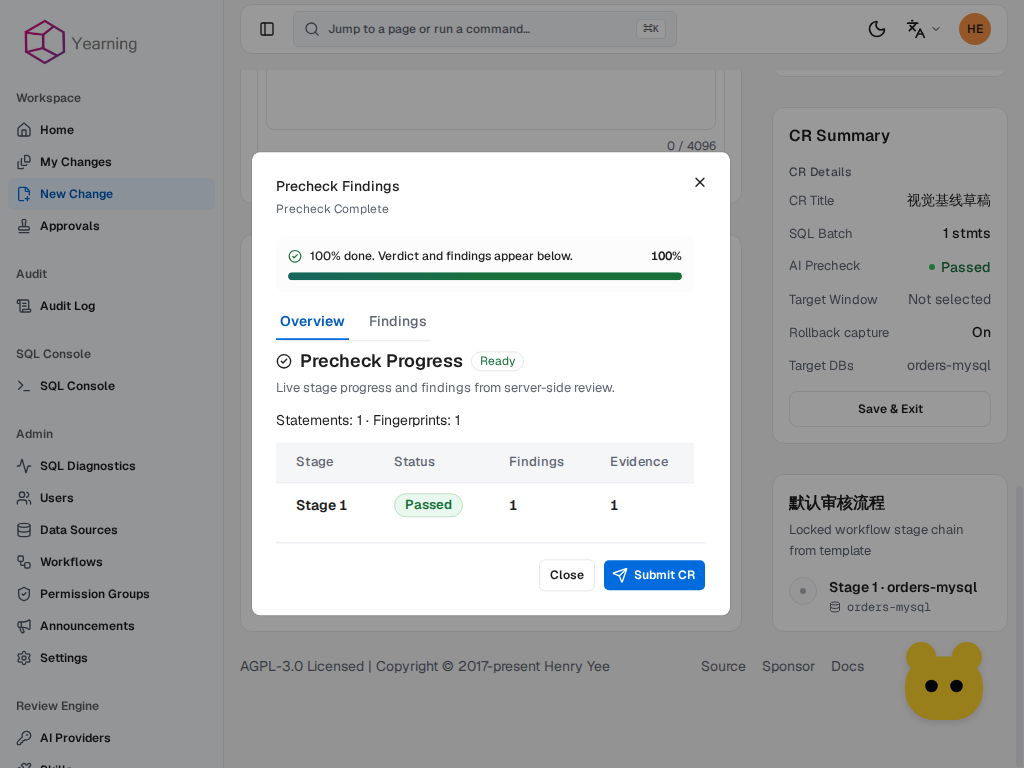 Yearning
Workspace
Home
My Changes
New Change
Approvals
Audit
Audit Log
SQL Console
SQL Console
Admin
SQL Diagnostics
Users
Data Sources
Workflows
Permission Groups
Announcements
Settings
Review Engine
AI Providers
Skills
Jump to a page or run a command...
⌘K
HE
0 / 4096
Precheck Findings
Precheck Complete
100% done. Verdict and findings appear below. 100%
Overview Findings
Precheck Progress Ready
Live stage progress and findings from server-side review.
Statements: 1 · Fingerprints: 1
Stage Status Findings Evidence
Stage 1 Passed 1 1
Close Submit CR
CR Summary
CR Details
CR Title 视觉基线草稿
SQL Batch 1 stmts
AI Precheck Passed
Target Window Not selected
Rollback capture On
Target DBs orders-mysql
Save & Exit
默认审核流程
Locked workflow stage chain
from template
Stage 1 · orders-mysql
orders-mysql
AGPL-3.0 Licensed | Copyright © 2017-present Henry Yee
Source Sponsor Docs